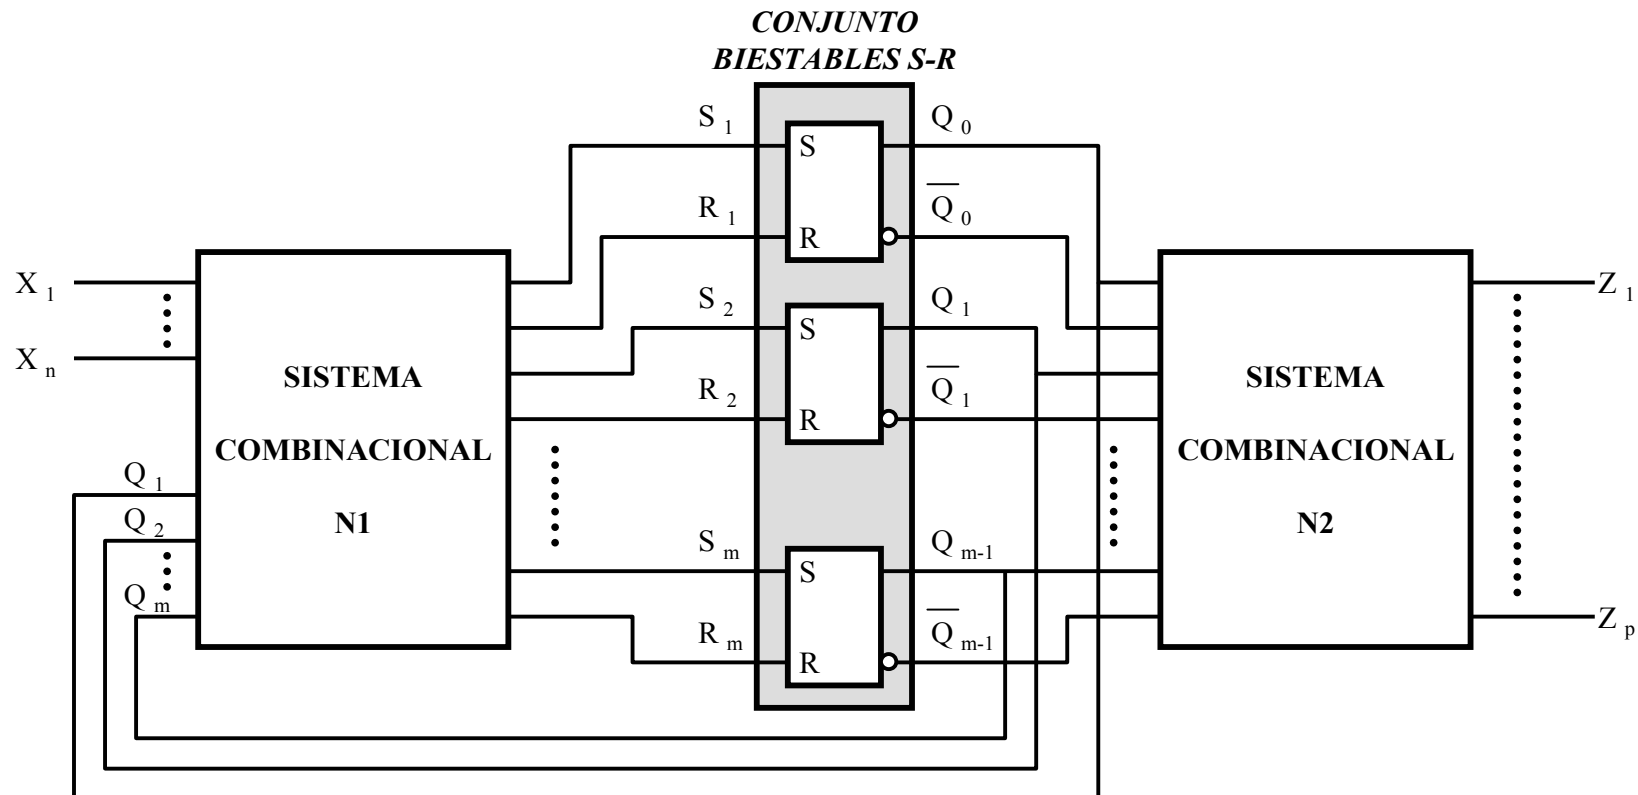 CONJUNTO
BIESTABLES S-R
S 1
Q 0
S
R 1
Q 0
R
X 1
X n
S 2
Q 1
S
R 2
Q 1
R
SISTEMA
COMBINACIONAL
N1
Q 1
Q 2
Q m
S m
Q m-1
S
R m
Q m-1
R
SISTEMA
COMBINACIONAL
N2
Z 1
Z p